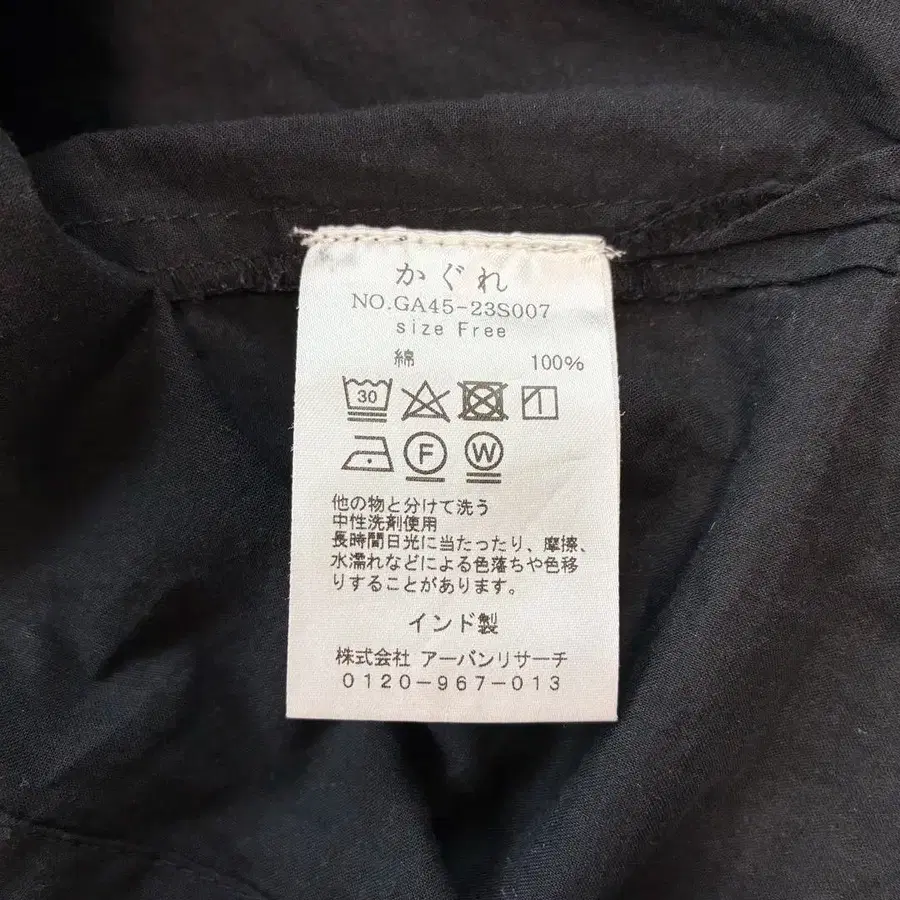 かぐれ
NO.GA45-23S007
size Free
綿 100%
30
F W
他の物と分けて洗う
中性洗剤使用
長時間日光に当たったり、摩擦、
水濡れなどによる色落ちや色移
りすることがあります。
インド製
株式会社 アーバンリサーチ
0120-967-013